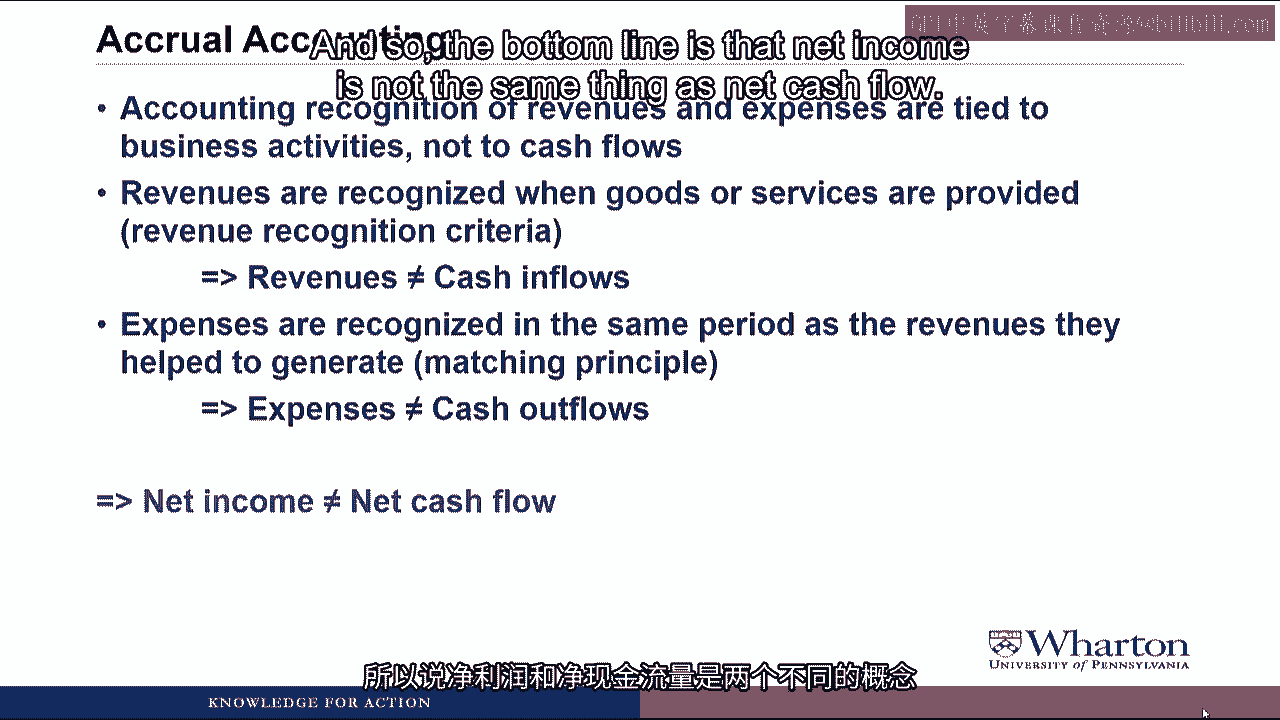 Accrual Accounting
And so, the bottom line is that net income
is not the same thing as net cash flow.
• Accounting recognition of revenues and expenses are tied to
business activities, not to cash flows
• Revenues are recognized when goods or services are provided
(revenue recognition criteria)
=> Revenues ≠ Cash inflows
• Expenses are recognized in the same period as the revenues they
helped to generate (matching principle)
=> Expenses ≠ Cash outflows
=> Net income ≠ Net cash flow
Wharton
UNIVERSITY of PENNSYLVANIA
所以说净利润和净现金流量是两个不同的概念
KNOWLEDGE FOR ACTION